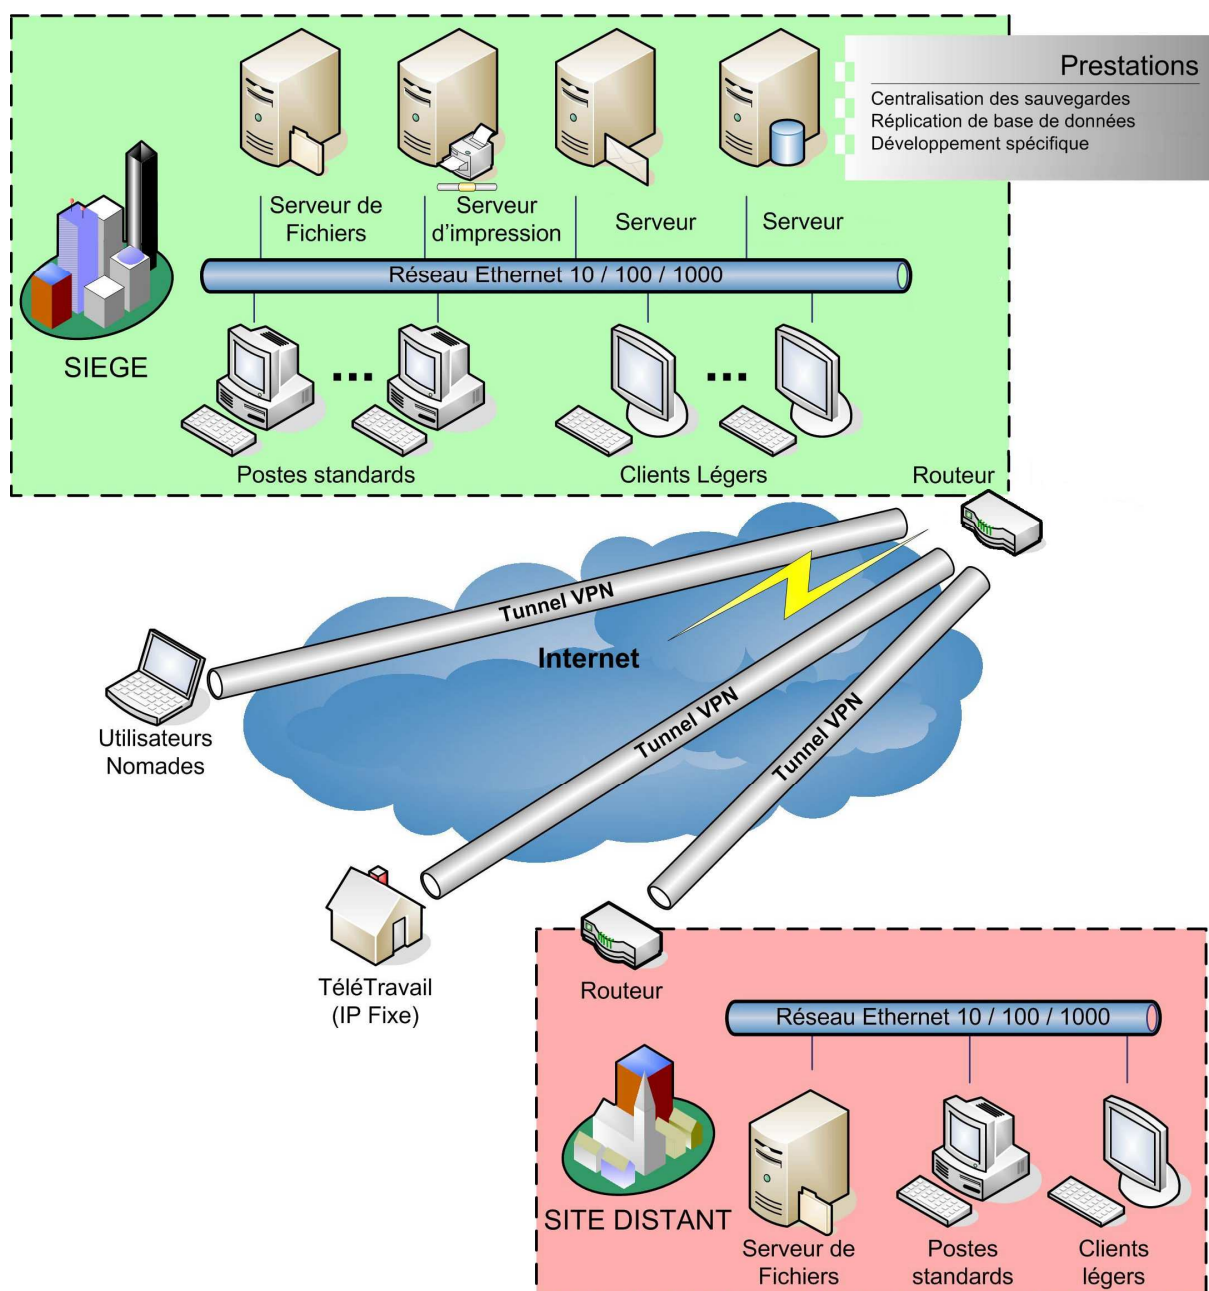 Prestations
Centralisation des sauvegardes
Réplication de base de données
Développement spécifique
Serveur de
Fichiers
Serveur
d'impression
Serveur
Serveur
Réseau Ethernet 10 / 100 / 1000
SIEGE
Postes standards
Clients Légers
Routeur
Tunnel VPN
Internet
Tunnel VPN
Tunnel VPN
Utilisateurs
Nomades
TéléTravail
(IP Fixe)
Routeur
Réseau Ethernet 10 / 100 / 1000
SITE DISTANT
Serveur de
Fichiers
Postes
standards
Clients
légers